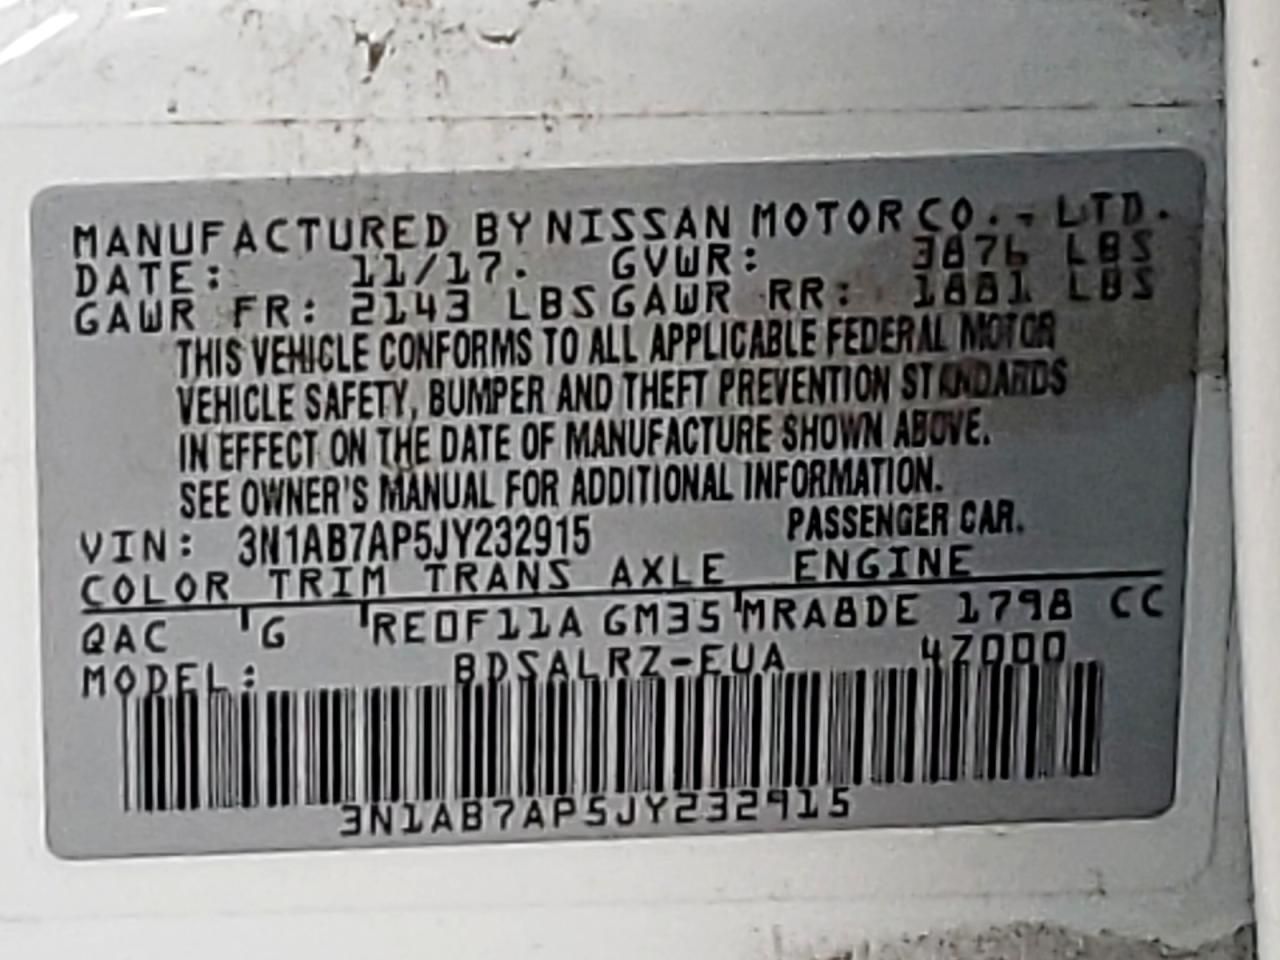 MANUFACTURED BY NISSAN MOTOR CO., LTD.
DATE: 11/17. GVWR: 3876 LBS
GAWR FR: 2143 LBS GAWR RR: 1881 LBS
THIS VEHICLE CONFORMS TO ALL APPLICABLE FEDERAL MOTOR
VEHICLE SAFETY, BUMPER AND THEFT PREVENTION STANDARDS
IN EFFECT ON THE DATE OF MANUFACTURE SHOWN ABOVE.
SEE OWNER'S MANUAL FOR ADDITIONAL INFORMATION.
VIN: 3N1AB7AP5JY232915 PASSENGER CAR.
COLOR TRIM TRANS AXLE ENGINE
QAC G RE0F11A GM35 MRA8DE 1798 CC
MODEL: BDSALRZ-EUA 4Z000
3N1AB7AP5JY232915